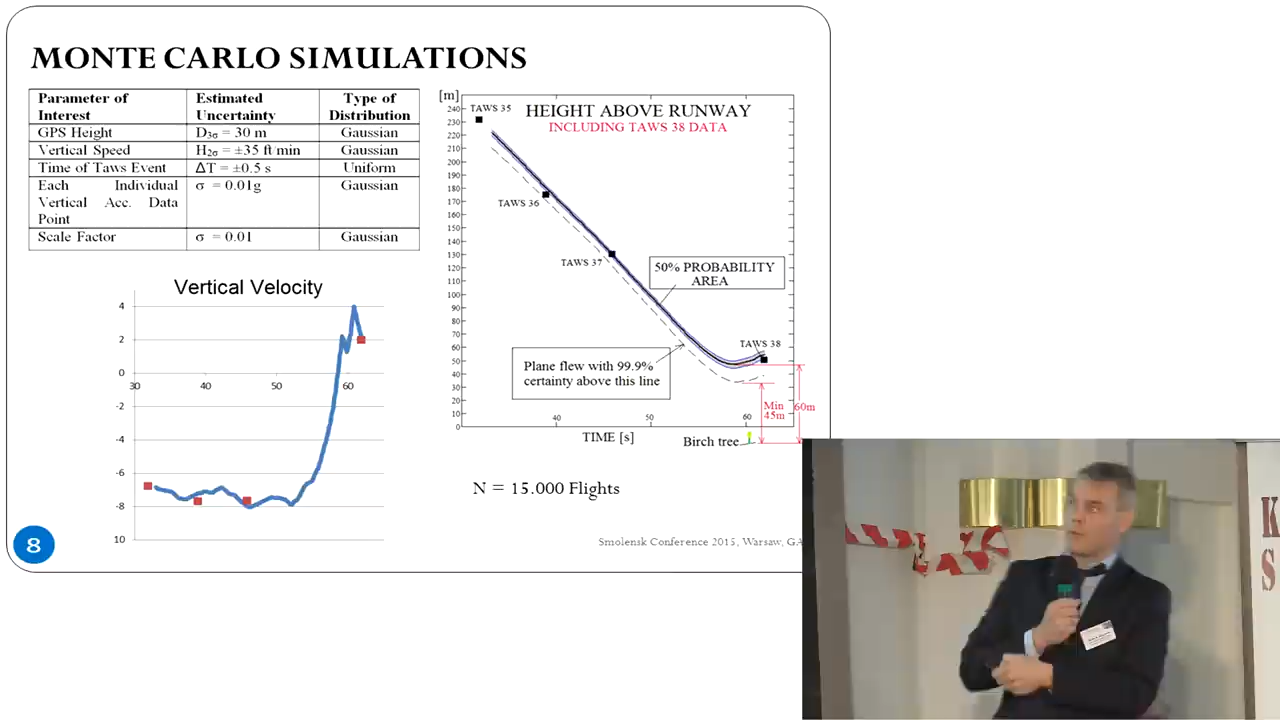 MONTE CARLO SIMULATIONS
Parameter of Interest Estimated Uncertainty Type of Distribution
GPS Height D3σ = 30 m Gaussian
Vertical Speed H2σ = ±35 ft/min Gaussian
Time of Taws Event ΔT = ±0.5 s Uniform
Each Individual Vertical Acc. Data Point σ = 0.01g Gaussian
Scale Factor σ = 0.01 Gaussian
Vertical Velocity
4
2
0
-2
-4
-6
-8
10
30 40 50 60
[m]
HEIGHT ABOVE RUNWAY
INCLUDING TAWS 38 DATA
240
230
220
210
200
190
180
170
160
150
140
130
120
110
100
90
80
70
60
50
40
30
20
10
0
TAWS 35
TAWS 36
TAWS 37
50% PROBABILITY
AREA
TAWS 38
Plane flew with 99.9%
certainty above this line
Min
45m
60m
40 50 60
TIME [s]
Birch tree
N = 15.000 Flights
8
Smolensk Conference 2015, Warsaw, GA
K
S